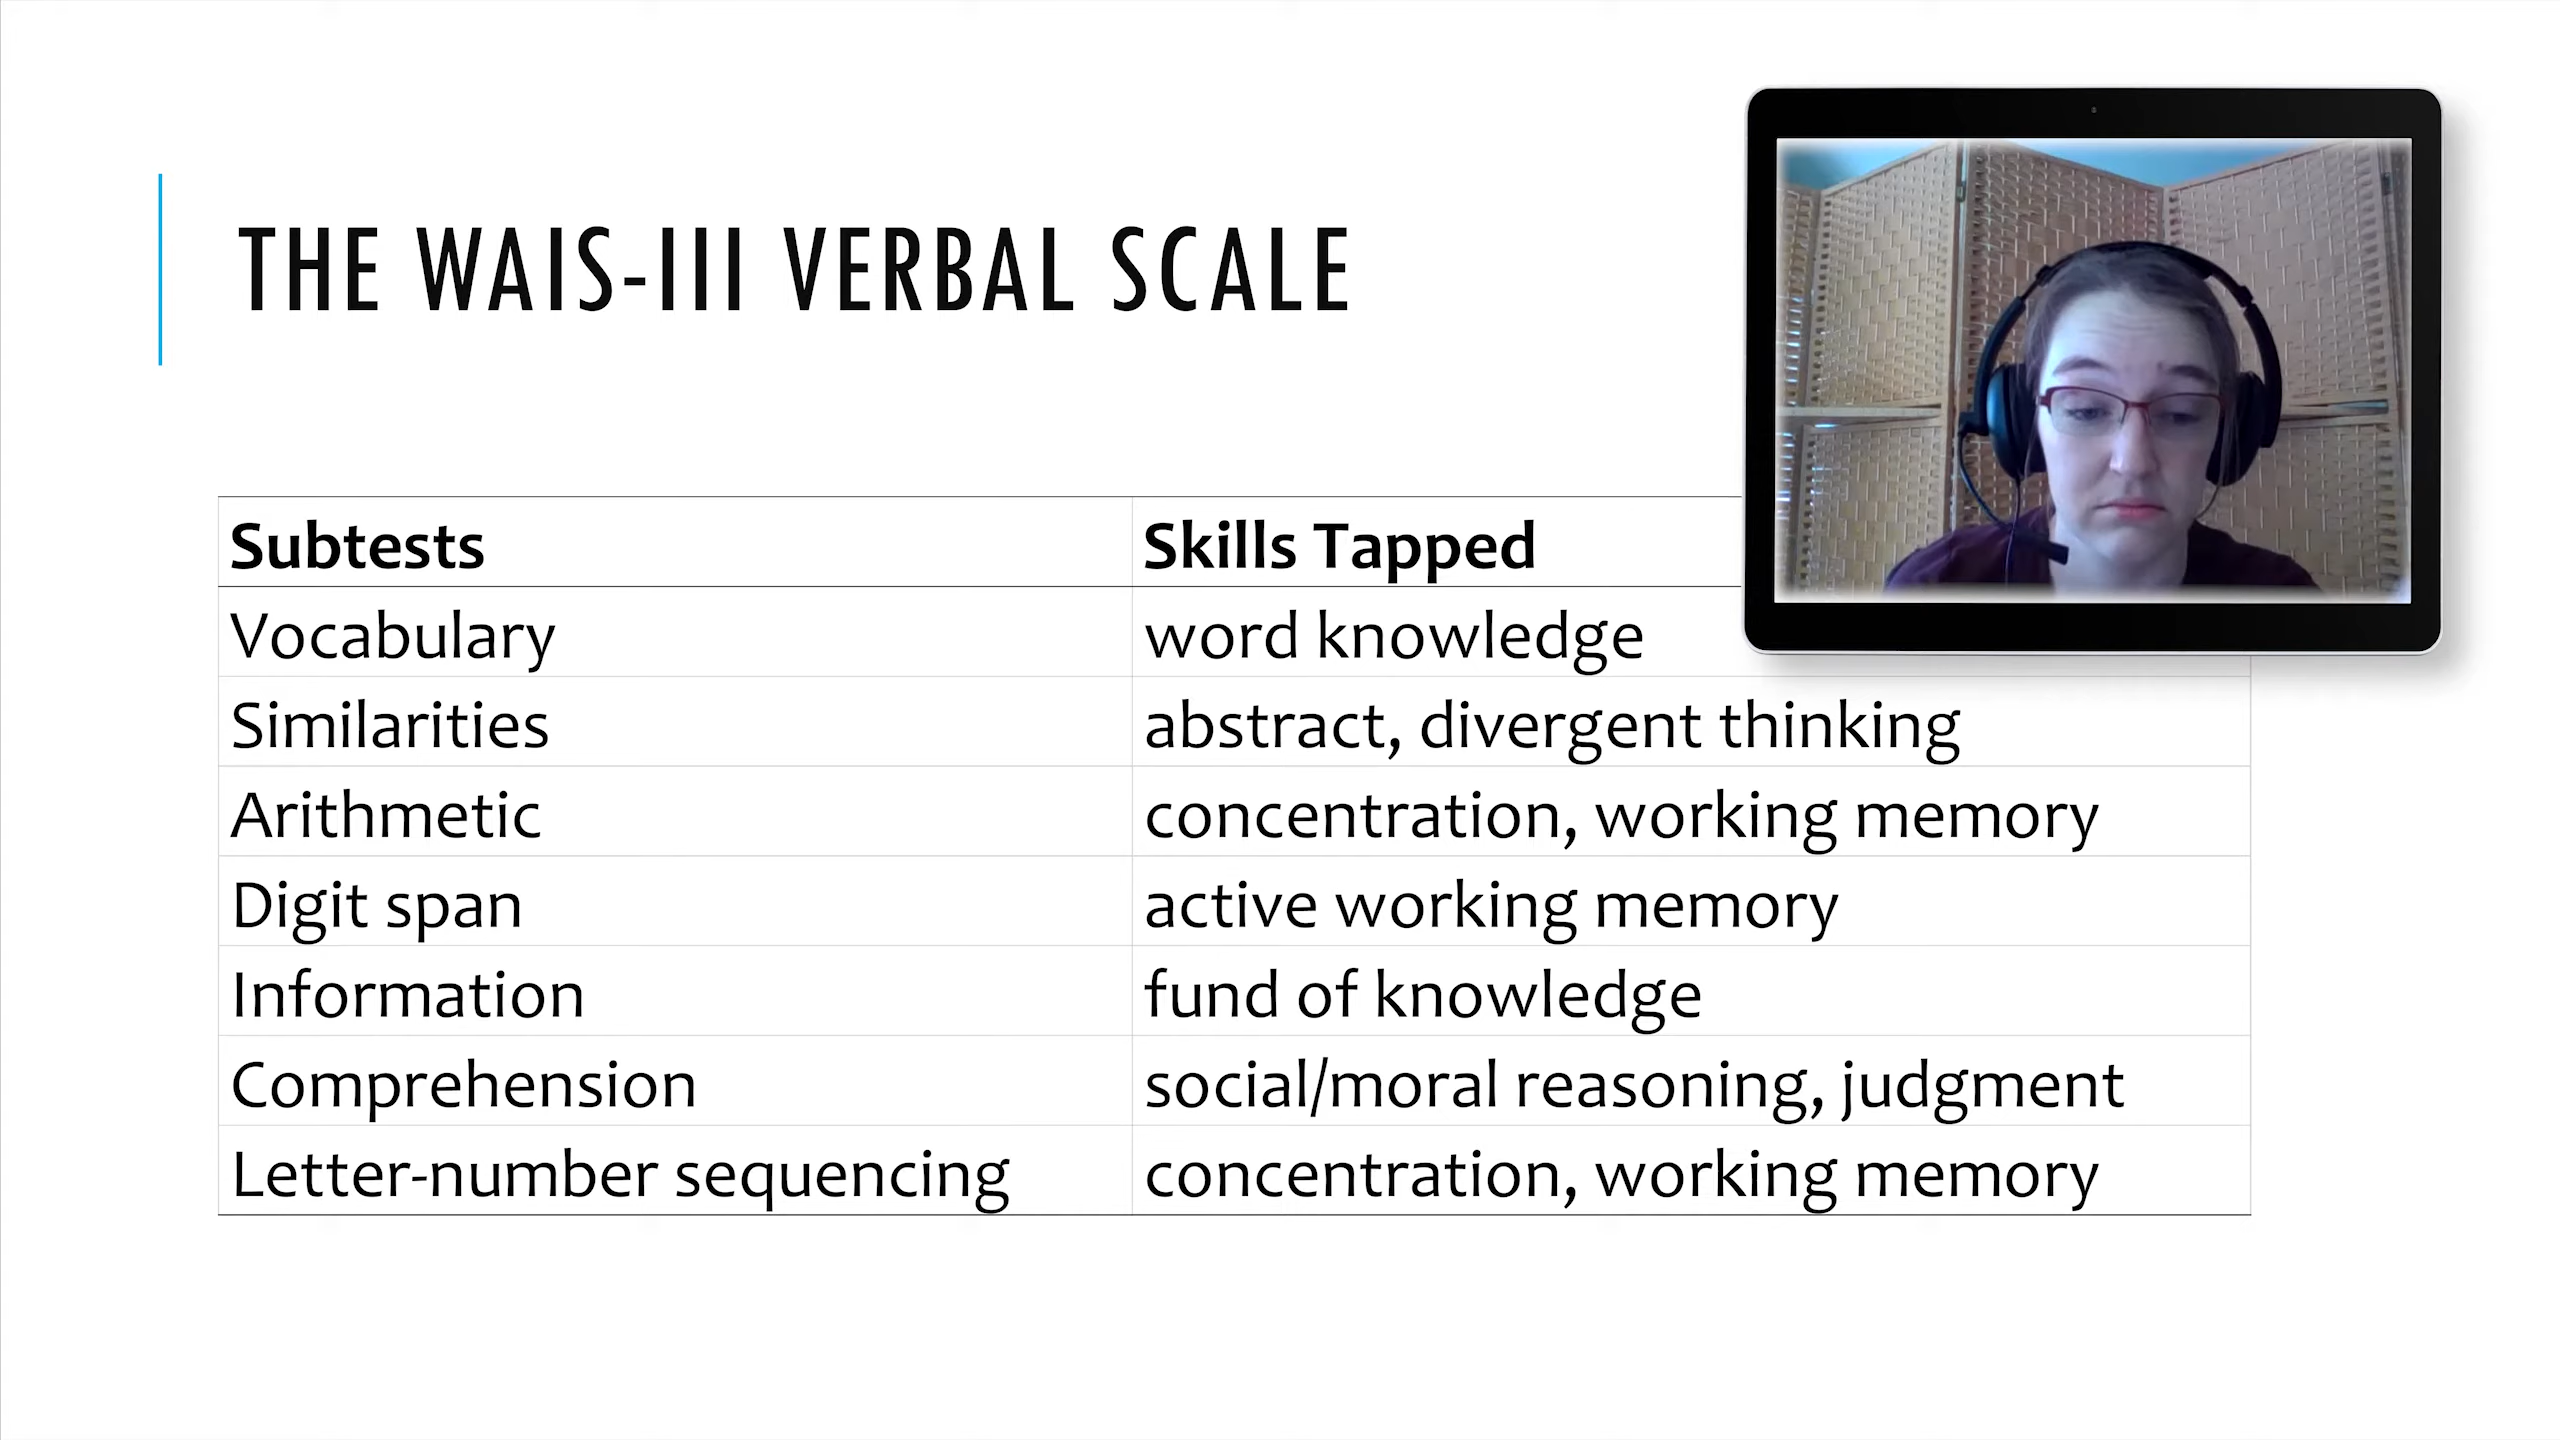 THE WAIS-III VERBAL SCALE
Subtests Skills Tapped
Vocabulary word knowledge
Similarities abstract, divergent thinking
Arithmetic concentration, working memory
Digit span active working memory
Information fund of knowledge
Comprehension social/moral reasoning, judgment
Letter-number sequencing concentration, working memory